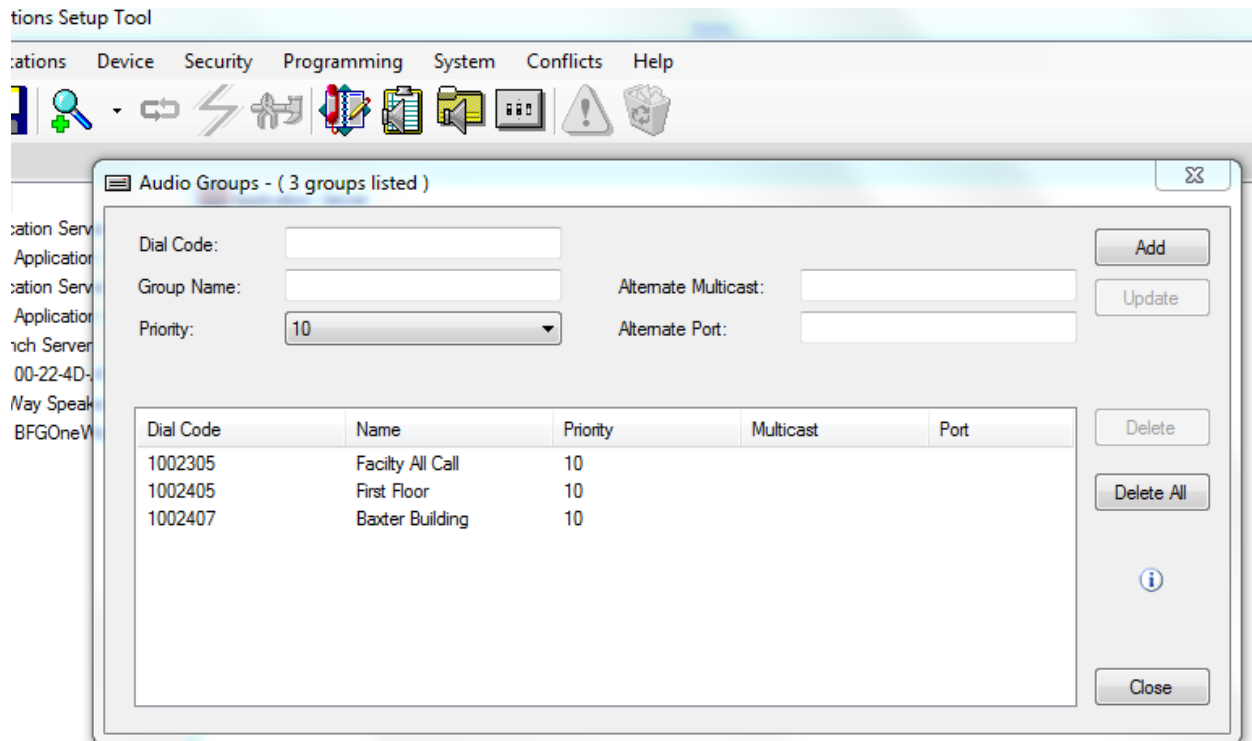 tions Setup Tool
cations Device Security Programming System Conflicts Help
Audio Groups - ( 3 groups listed )
cation Serv
Application
cation Serv
Application
nch Server
00-22-4D-
Way Speak
BFGOneW
Dial Code:
Add
Group Name:
Alternate Multicast:
Update
Priority: 10
Alternate Port:
Dial Code Name Priority Multicast Port
Delete
1002305 Facilty All Call 10
1002405 First Floor 10
Delete All
1002407 Baxter Building 10
Close